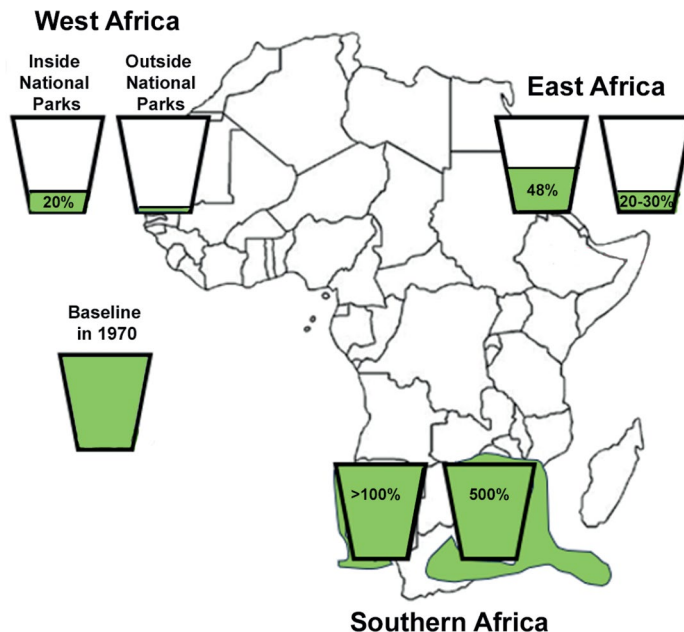 West Africa
Inside
National
Parks
Outside
National
Parks
20%
East Africa
48%
20-30%
Baseline
in 1970
>100%
500%
Southern Africa